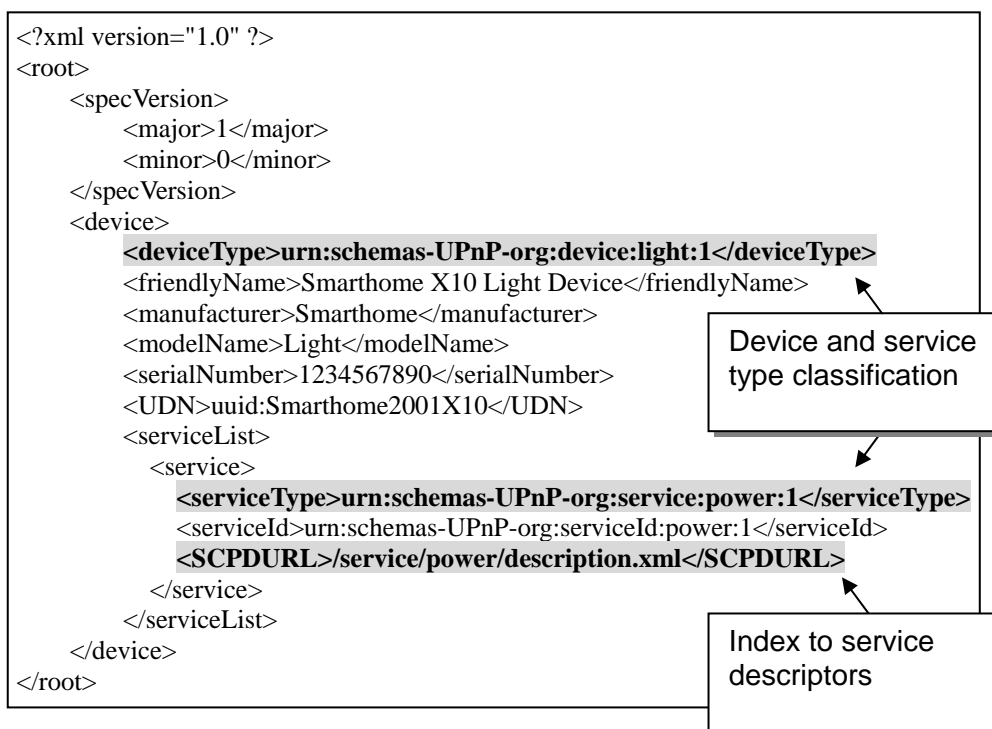 <?xml version="1.0" ?>
<root>
<specVersion>
<major>1</major>
<minor>0</minor>
</specVersion>
<device>
<deviceType>urn:schemas-UPnP-org:device:light:1</deviceType>
<friendlyName>Smarthome X10 Light Device</friendlyName>
<manufacturer>Smarthome</manufacturer>
<modelName>Light</modelName>
<serialNumber>1234567890</serialNumber>
<UDN>uuid:Smarthome2001X10</UDN>
<serviceList>
<service>
<serviceType>urn:schemas-UPnP-org:service:power:1</serviceType>
<serviceId>urn:schemas-UPnP-org:serviceId:power:1</serviceId>
<SCPDURL>/service/power/description.xml</SCPDURL>
</service>
</serviceList>
</device>
</root>
Device and service
type classification
Index to service
descriptors